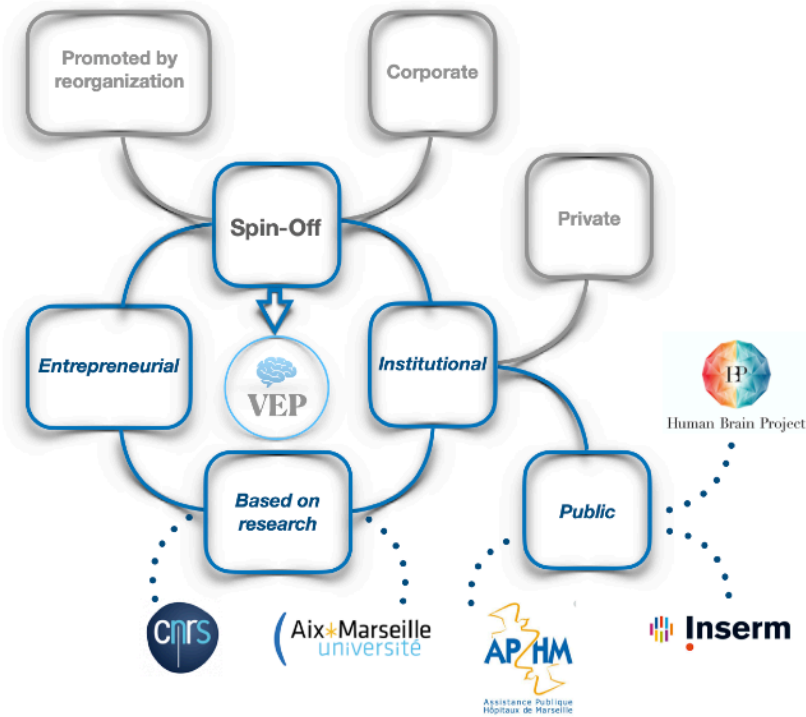 Promoted by
reorganization
Corporate
Spin-Off
Private
Entrepreneurial
VEP
Institutional
HP
Human Brain Project
Based on
research
Public
cnrs
Aix*Marseille
université
AP HM
Assistance Publique
Hôpitaux de Marseille
Inserm